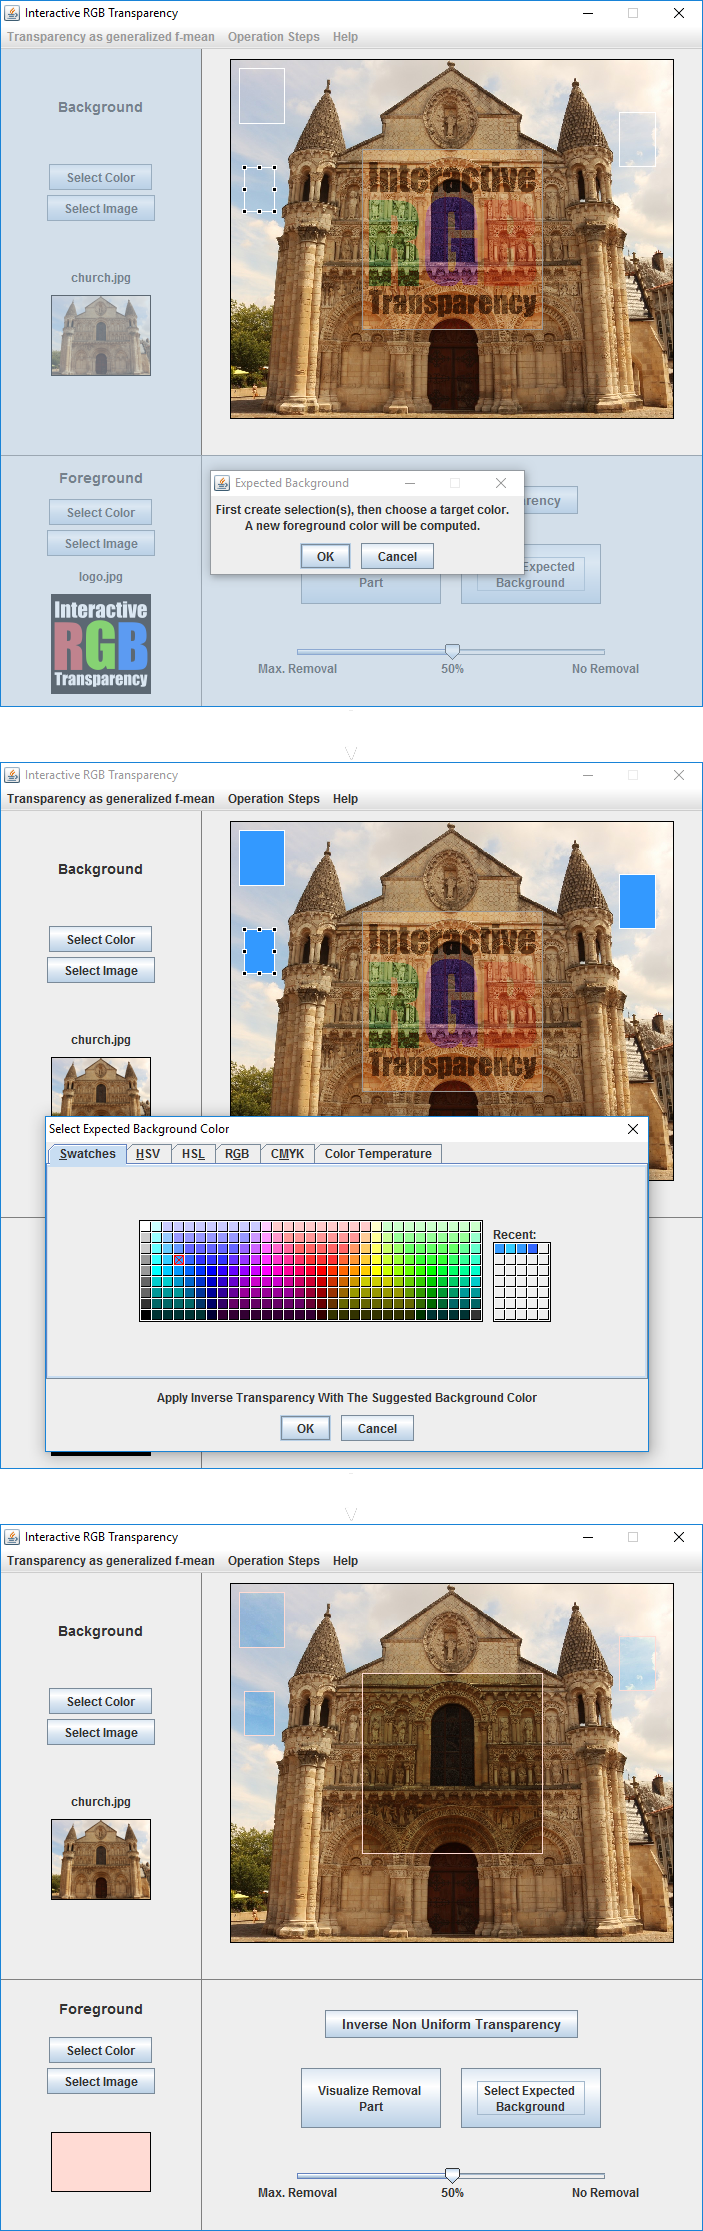 Interactive RGB Transparency
Transparency as generalized f-mean Operation Steps Help
Background
Select Color
Select Image
church.jpg
Interactive
RGB
Transparency
Foreground
Select Color
Select Image
logo.jpg
Interactive
RGB
Transparency
Expected Background
First create selection(s), then choose a target color.
A new foreground color will be computed.
OK Cancel
Part
Expected
Background
Max. Removal 50% No Removal
Interactive RGB Transparency
Transparency as generalized f-mean Operation Steps Help
Background
Select Color
Select Image
church.jpg
Interactive
RGB
Transparency
Select Expected Background Color
Swatches HSV HSL RGB CMYK Color Temperature
Recent:
Apply Inverse Transparency With The Suggested Background Color
OK Cancel
Interactive RGB Transparency
Transparency as generalized f-mean Operation Steps Help
Background
Select Color
Select Image
church.jpg
Foreground
Select Color
Select Image
Inverse Non Uniform Transparency
Visualize Removal
Part
Select Expected
Background
Max. Removal 50% No Removal